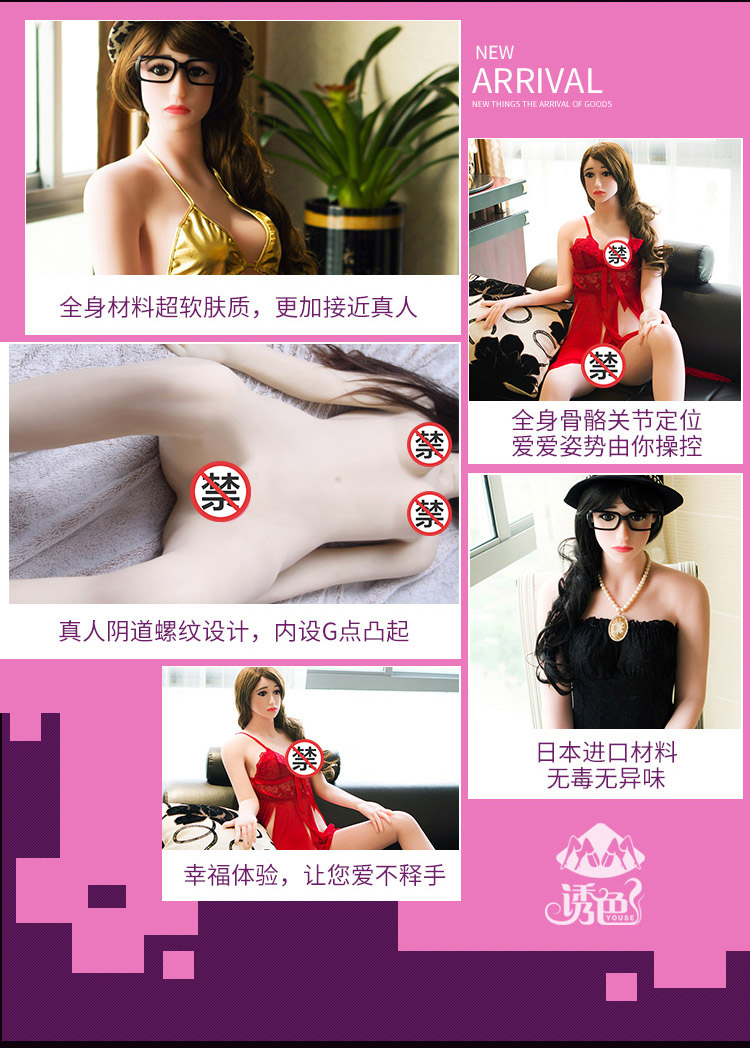 NEW
ARRIVAL
NEW THINGS THE ARRIVAL OF GOODS
全身材料超软肤质，更加接近真人
禁
禁
全身骨骼关节定位
爱爱姿势由你操控
禁
禁
禁
真人阴道螺纹设计，内设G点凸起
日本进口材料
无毒无异味
禁
幸福体验，让您爱不释手
诱色
YOUSE